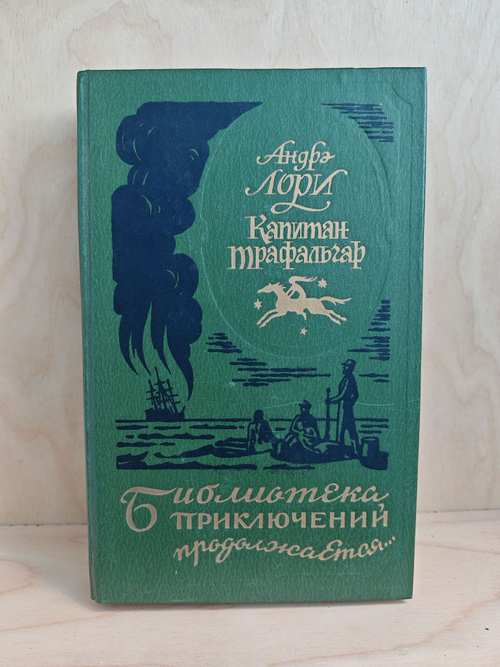 Андрэ
ЛОРИ
Капитан
Трафальгар
Библиотека
ПРИКЛЮЧЕНИЙ
продолжается...